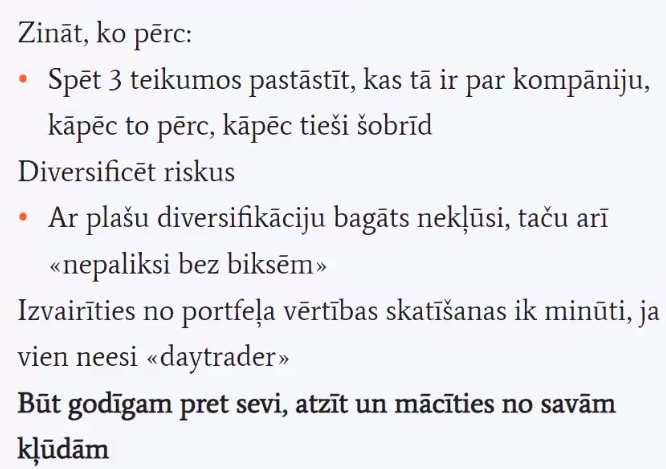 Zināt, ko pērc:
• Spēt 3 teikumos pastāstīt, kas tā ir par kompāniju,
kāpēc to pērc, kāpēc tieši šobrīd
Diversificēt riskus
• Ar plašu diversifikāciju bagāts nekļūsi, taču arī
«nepaliksi bez biksēm»
Izvairīties no portfeļa vērtības skatīšanas ik minūti, ja
vien neesi «daytrader»
Būt godīgam pret sevi, atzīt un mācīties no savām
kļūdām